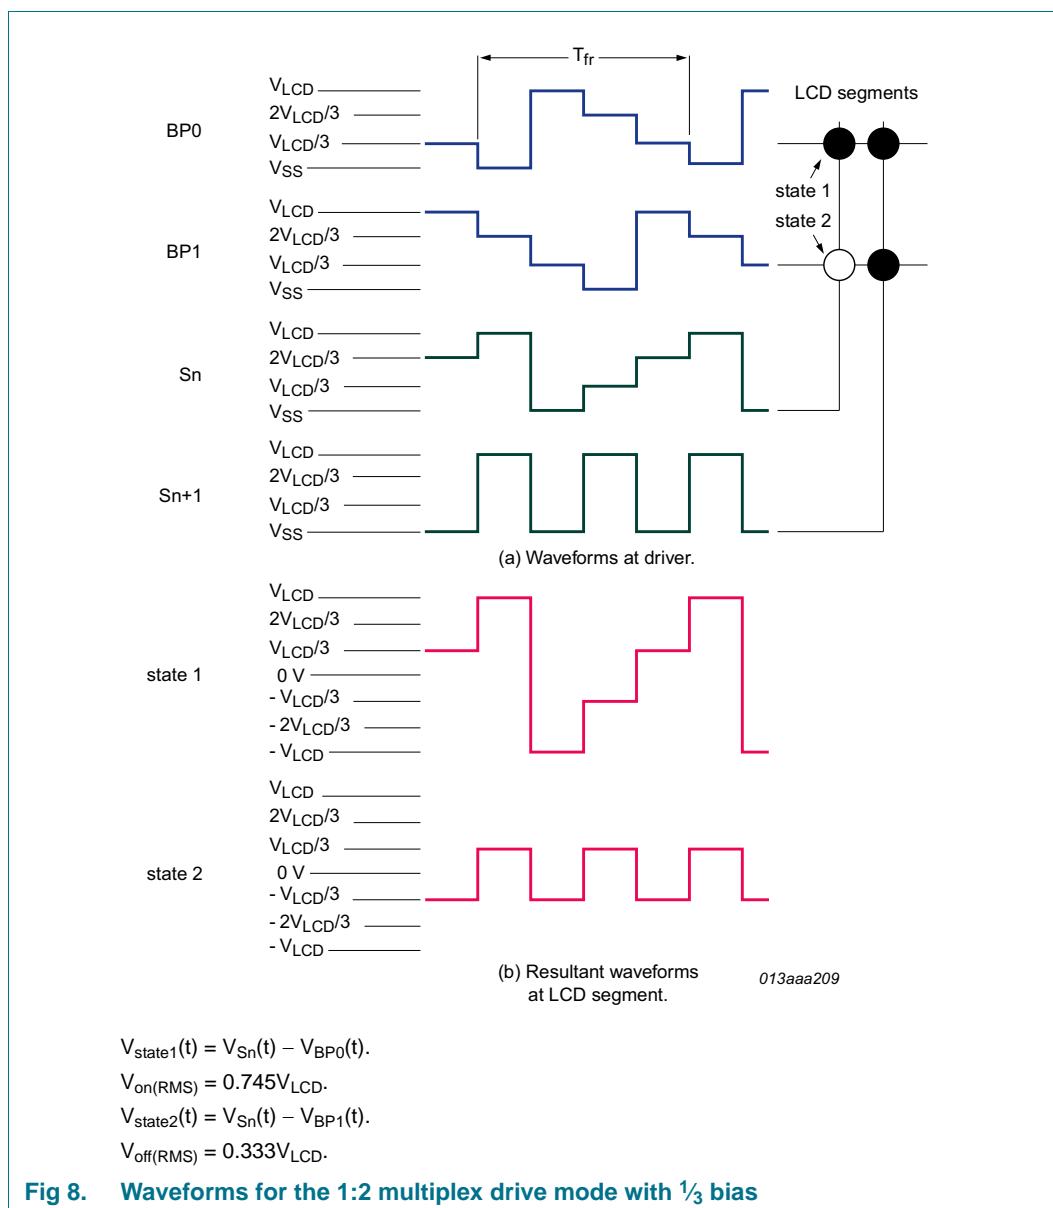 Tfr
BP0
VLCD
2VLCD/3
VLCD/3
VSS
LCD segments
state 1
state 2
BP1
VLCD
2VLCD/3
VLCD/3
VSS
Sn
VLCD
2VLCD/3
VLCD/3
VSS
Sn+1
VLCD
2VLCD/3
VLCD/3
VSS
(a) Waveforms at driver.
state 1
VLCD
2VLCD/3
VLCD/3
0 V
- VLCD/3
- 2VLCD/3
- VLCD
state 2
VLCD
2VLCD/3
VLCD/3
0 V
- VLCD/3
- 2VLCD/3
- VLCD
(b) Resultant waveforms
at LCD segment.
013aaa209
Vstate1(t) = VSn(t) − VBP0(t).
Von(RMS) = 0.745VLCD.
Vstate2(t) = VSn(t) − VBP1(t).
Voff(RMS) = 0.333VLCD.
Fig 8. Waveforms for the 1:2 multiplex drive mode with 1⁄3 bias